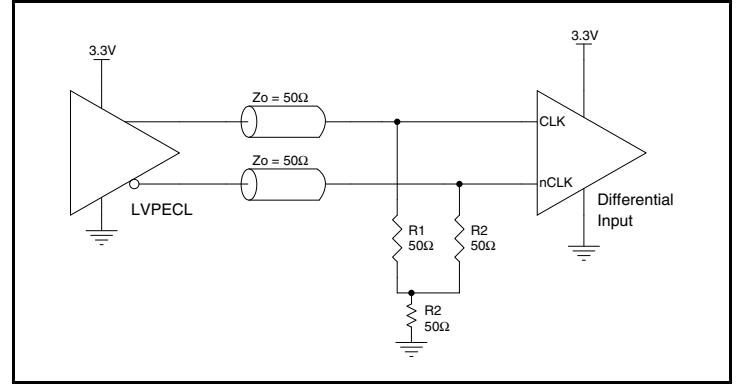 3.3V
3.3V
Zo = 50Ω
CLK
Zo = 50Ω
nCLK
LVPECL
Differential
Input
R1
50Ω
R2
50Ω
R2
50Ω